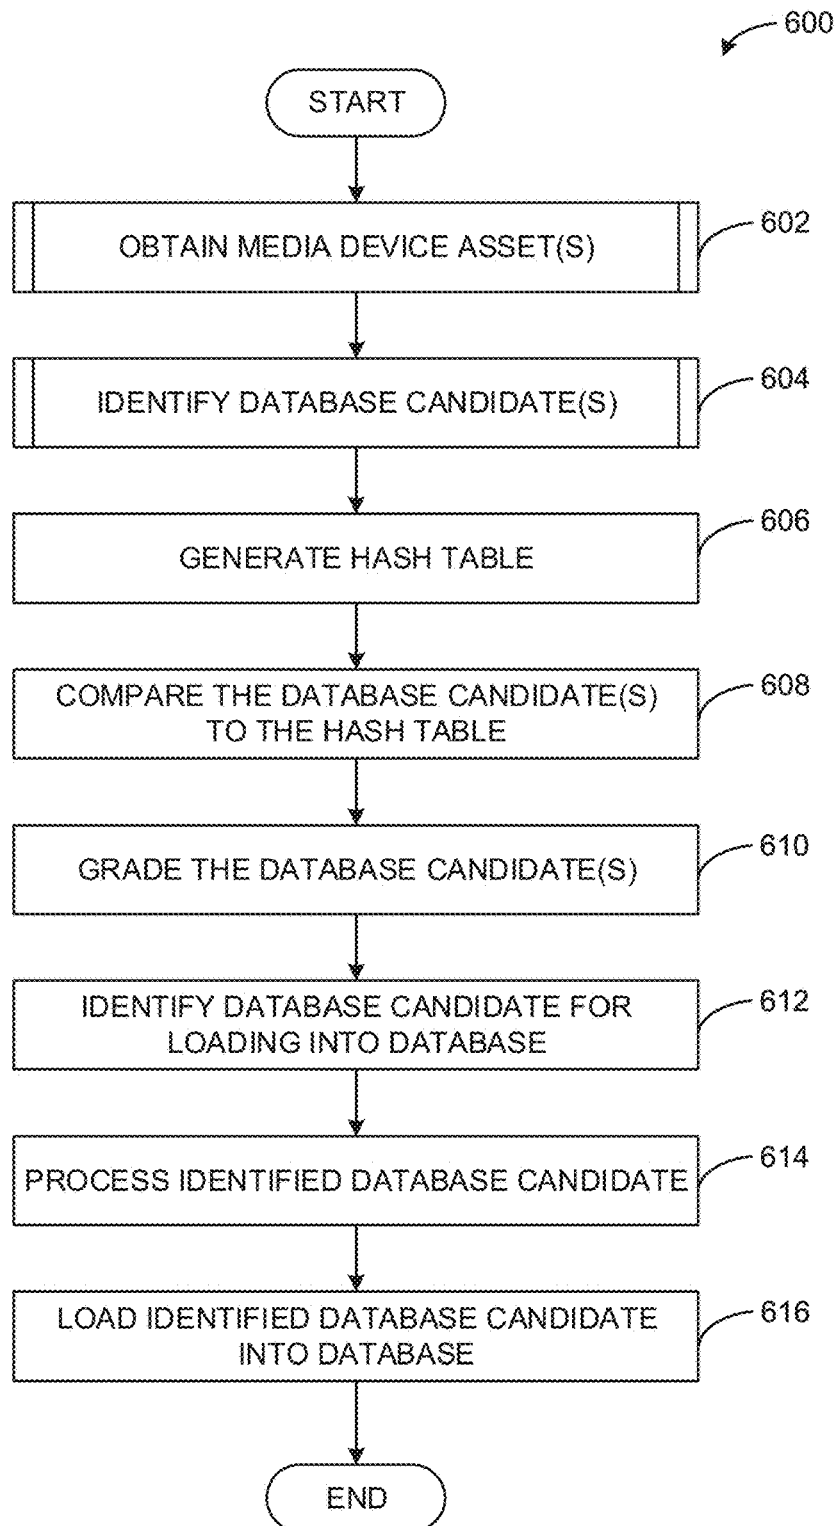 600
START
OBTAIN MEDIA DEVICE ASSET(S)
602
IDENTIFY DATABASE CANDIDATE(S)
604
GENERATE HASH TABLE
606
COMPARE THE DATABASE CANDIDATE(S)
TO THE HASH TABLE
608
GRADE THE DATABASE CANDIDATE(S)
610
IDENTIFY DATABASE CANDIDATE FOR
LOADING INTO DATABASE
612
PROCESS IDENTIFIED DATABASE CANDIDATE
614
LOAD IDENTIFIED DATABASE CANDIDATE
INTO DATABASE
616
END